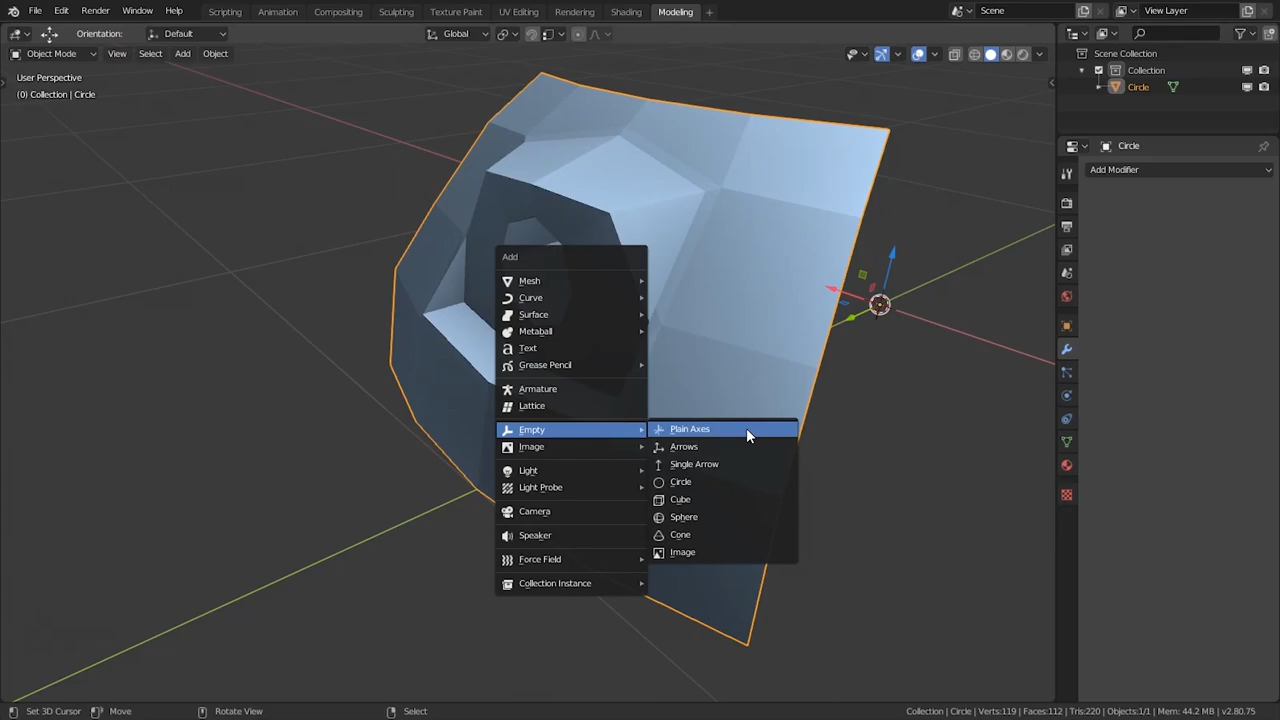 File Edit Render Window Help Scripting Animation Compositing Sculpting Texture Paint UV Editing Rendering Shading Modeling + Scene View Layer
Orientation: Default Global
Object Mode View Select Add Object
User Perspective
(0) Collection | Circle
Scene Collection
Collection
Circle
Circle
Add Modifier
Add
Mesh
Curve
Surface
Metaball
Text
Grease Pencil
Armature
Lattice
Empty
Image
Light
Light Probe
Camera
Speaker
Force Field
Collection Instance
Plain Axes
Arrows
Single Arrow
Circle
Cube
Sphere
Cone
Image
Set 3D Cursor Move Rotate View Select Collection | Circle | Verts:119 | Faces:112 | Tris:220 | Objects:1/1 | Mem: 44.2 MB | v2.80.75